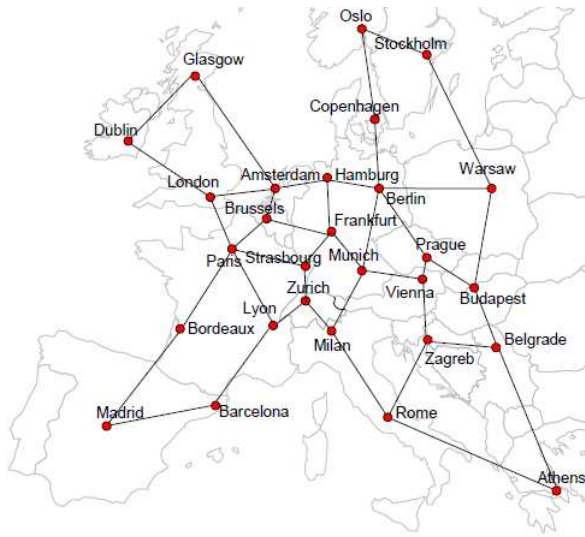 Oslo
Stockholm
Glasgow
Copenhagen
Dublin
Amsterdam
Hamburg
Warsaw
London
Berlin
Brussels
Frankfurt
Prague
Paris
Strasbourg
Munich
Zurich
Vienna
Budapest
Lyon
Bordeaux
Milan
Belgrade
Zagreb
Madrid
Barcelona
Rome
Athens